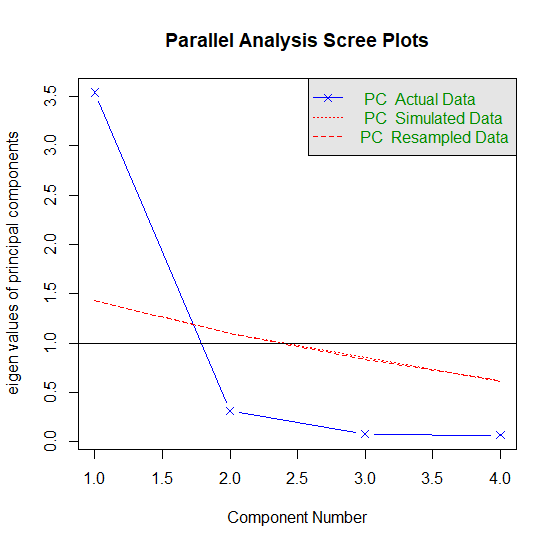 Parallel Analysis Scree Plots
PC Actual Data
PC Simulated Data
PC Resampled Data
eigen values of principal components
3.5
3.0
2.5
2.0
1.5
1.0
0.5
0.0
1.0 1.5 2.0 2.5 3.0 3.5 4.0
Component Number